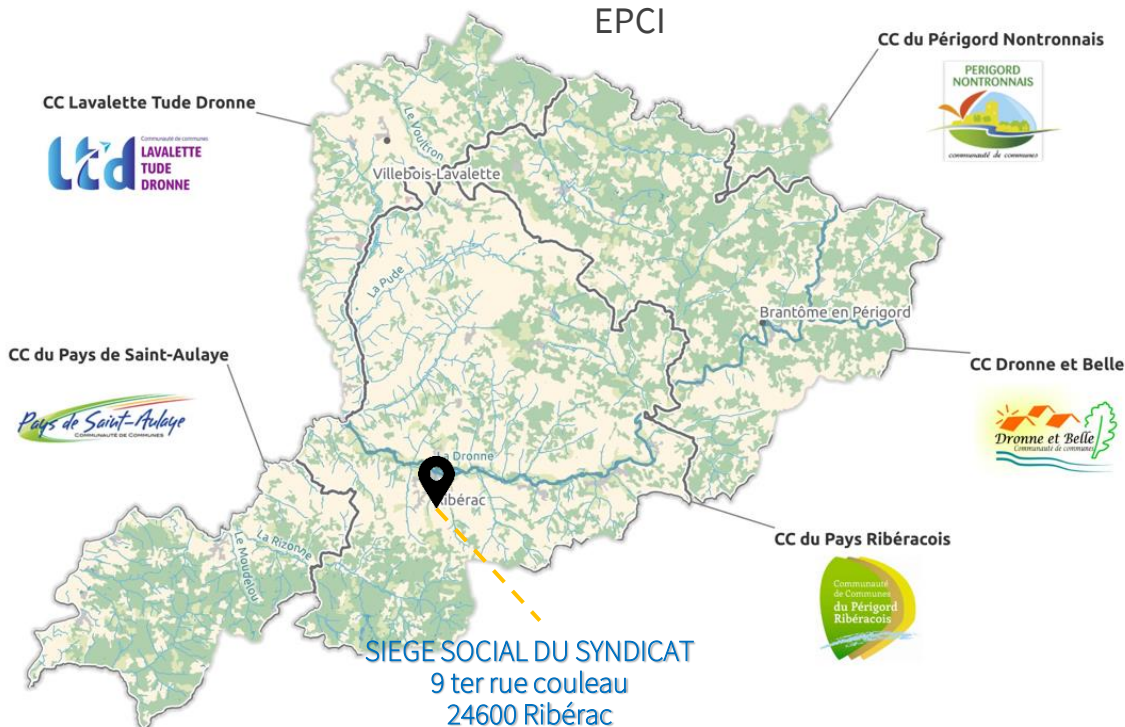 EPCI
CC du Périgord Nontronnais
PERIGORD
NONTRONNAIS
communauté de communes
CC Lavalette Tude Dronne
ltd
Communauté de communes
LAVALETTE
TUDE
DRONNE
Le Voultron
Villebois-Lavalette
La Pude
Brantôme en Périgord
CC du Pays de Saint-Aulaye
Pays de Saint-Aulaye
COMMUNAUTÉ DE COMMUNES
CC Dronne et Belle
Dronne et Belle
Communauté de communes
La Dronne
Ribérac
La Rizonne
Le Moudelou
CC du Pays Ribéracois
Communauté
de Communes
du Périgord
Ribéracois
SIEGE SOCIAL DU SYNDICAT
9 ter rue couleau
24600 Ribérac